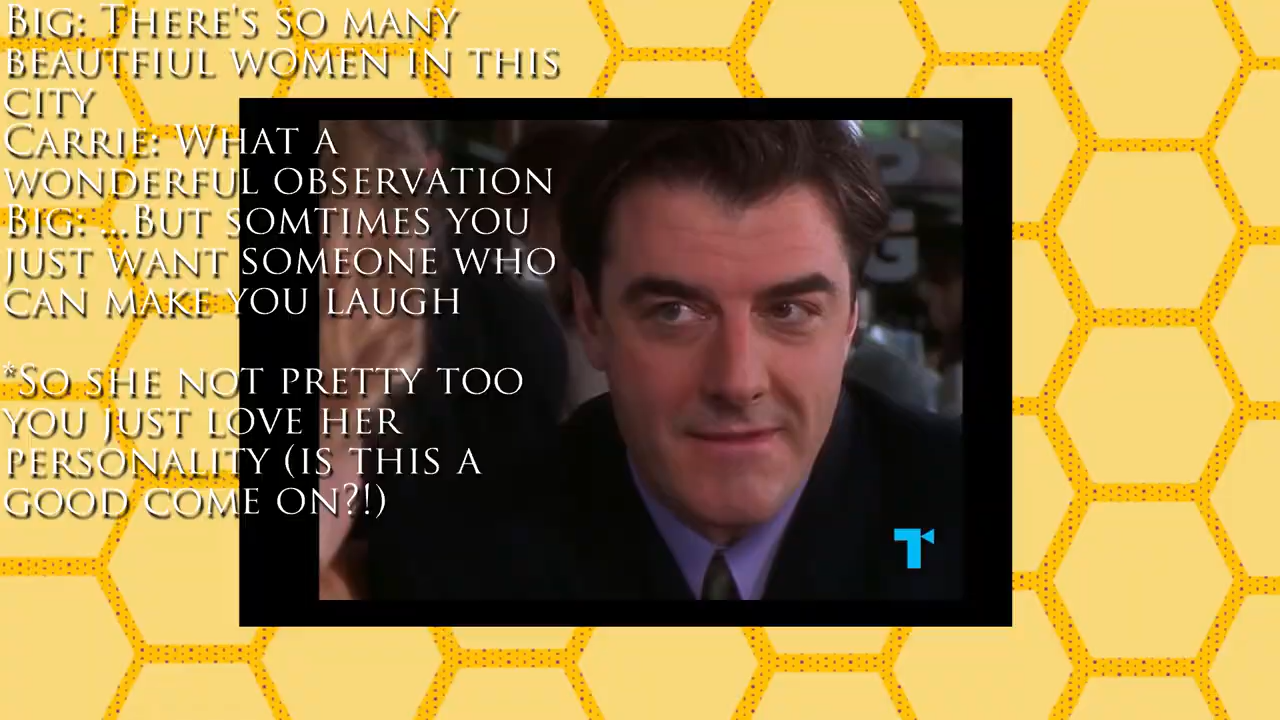 Big: There's so many
beautfiul women in this
city
Carrie: What a
wonderful observation
Big: ...But somtimes you
just want someone who
can make you laugh
*So she not pretty too
you just love her
personality (is this a
good come on?!)